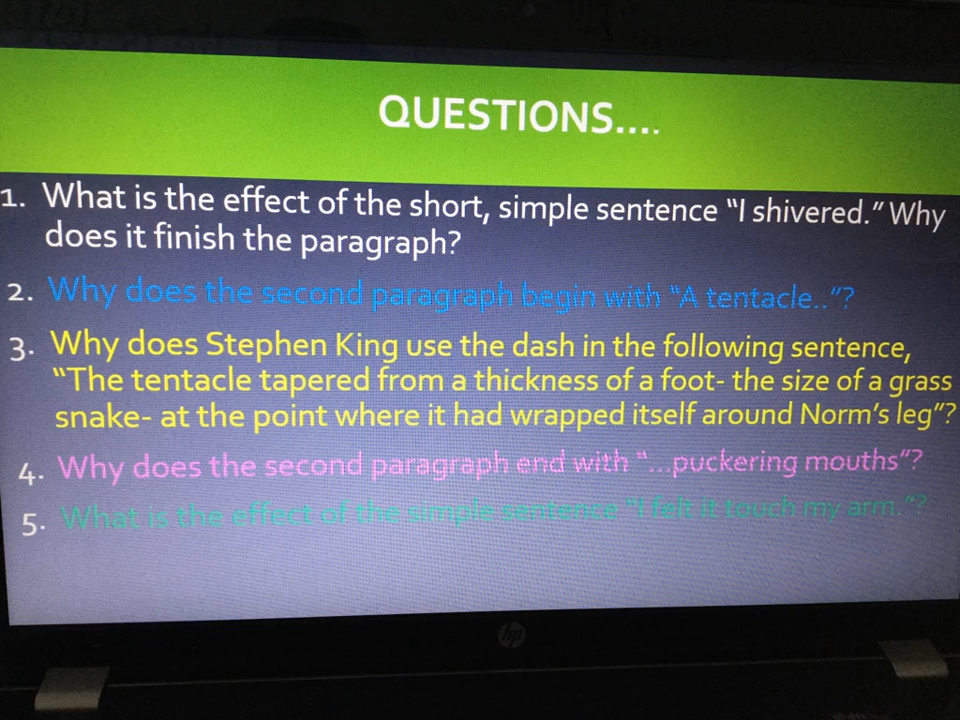 QUESTIONS....
1. What is the effect of the short, simple sentence “I shivered.” Why
does it finish the paragraph?
2. Why does the second paragraph begin with “A tentacle..”?
3. Why does Stephen King use the dash in the following sentence,
“The tentacle tapered from a thickness of a foot- the size of a grass
snake- at the point where it had wrapped itself around Norm’s leg”?
4. Why does the second paragraph end with “...puckering mouths”?
5. What is the effect of the simple sentence “I felt it touch my arm.”?
hp